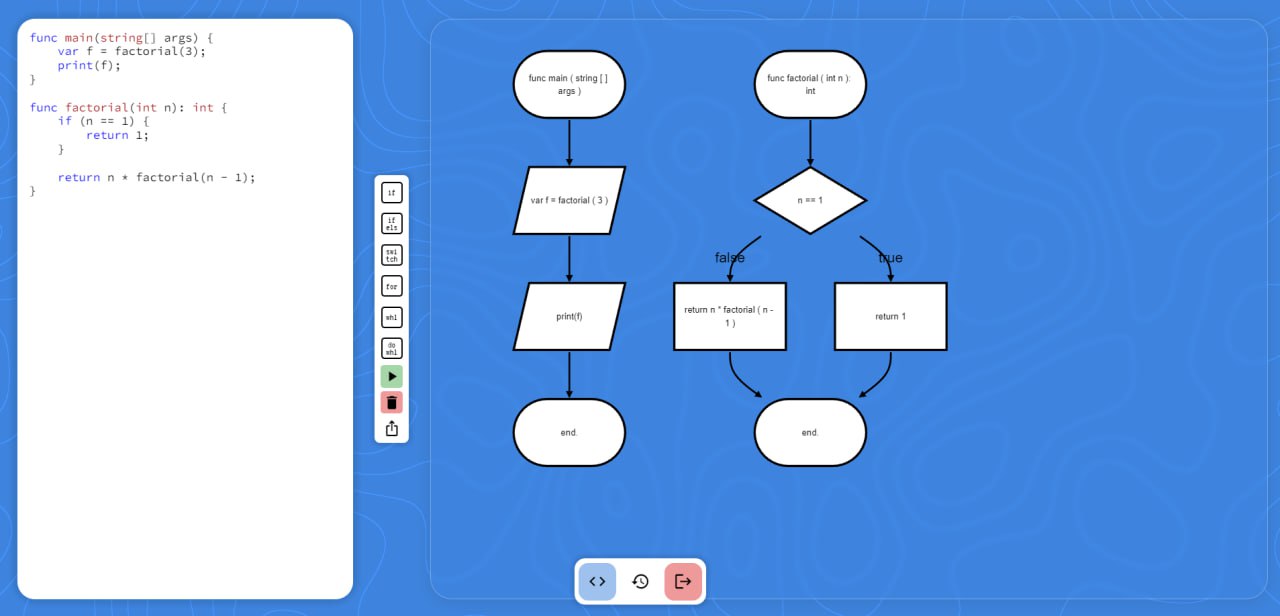 func main(string[] args) {
    var f = factorial(3);
    print(f);
}
func factorial(int n): int {
    if (n == 1) {
        return 1;
    }
    return n * factorial(n - 1);
}
if
if
els
swi
tch
for
whl
do
whl
func main ( string [ ]
args )
var f = factorial ( 3 )
print(f)
end.
func factorial ( int n ):
int
n == 1
false
true
return n * factorial ( n -
1 )
return 1
end.